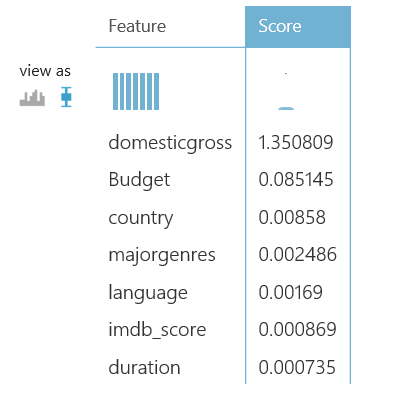 Feature Score
view as
domesticgross 1.350809
Budget 0.085145
country 0.00858
majorgenres 0.002486
language 0.00169
imdb_score 0.000869
duration 0.000735